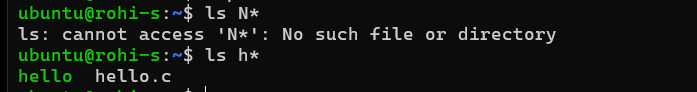 ubuntu@rohi-s:~$ ls N*
ls: cannot access 'N*': No such file or directory
ubuntu@rohi-s:~$ ls h*
hello  hello.c